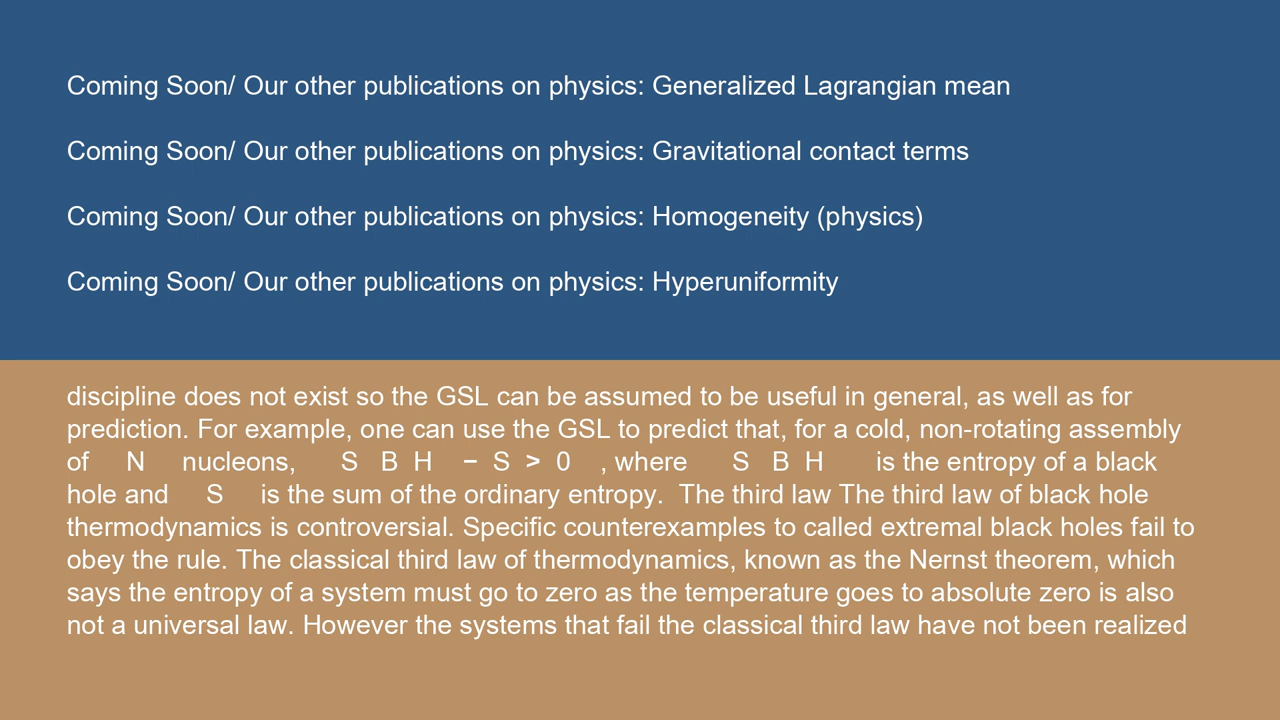 Coming Soon/ Our other publications on physics: Generalized Lagrangian mean
Coming Soon/ Our other publications on physics: Gravitational contact terms
Coming Soon/ Our other publications on physics: Homogeneity (physics)
Coming Soon/ Our other publications on physics: Hyperuniformity
discipline does not exist so the GSL can be assumed to be useful in general, as well as for
prediction. For example, one can use the GSL to predict that, for a cold, non-rotating assembly
of N nucleons, S B H − S > 0 , where S B H is the entropy of a black
hole and S is the sum of the ordinary entropy. The third law The third law of black hole
thermodynamics is controversial. Specific counterexamples to called extremal black holes fail to
obey the rule. The classical third law of thermodynamics, known as the Nernst theorem, which
says the entropy of a system must go to zero as the temperature goes to absolute zero is also
not a universal law. However the systems that fail the classical third law have not been realized